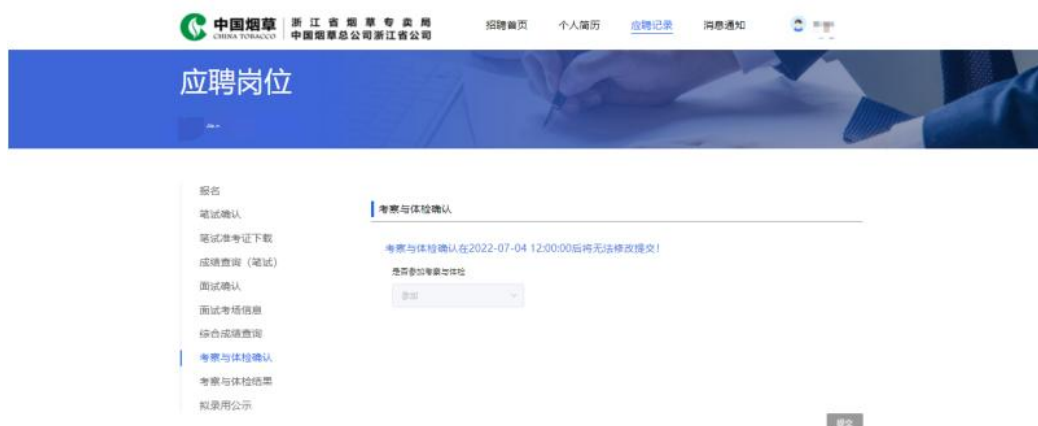 中国烟草
CHINA TOBACCO
浙江省烟草专卖局
中国烟草总公司浙江省公司
招聘首页
个人简历
应聘记录
消息通知
应聘岗位
报名
笔试确认
笔试准考证下载
成绩查询（笔试）
面试确认
面试考场信息
综合成绩查询
考察与体检确认
考察与体检结果
拟录用公示
考察与体检确认
考察与体检确认在2022-07-04 12:00:00后将无法修改提交！
是否参加考察与体检
参加
提交